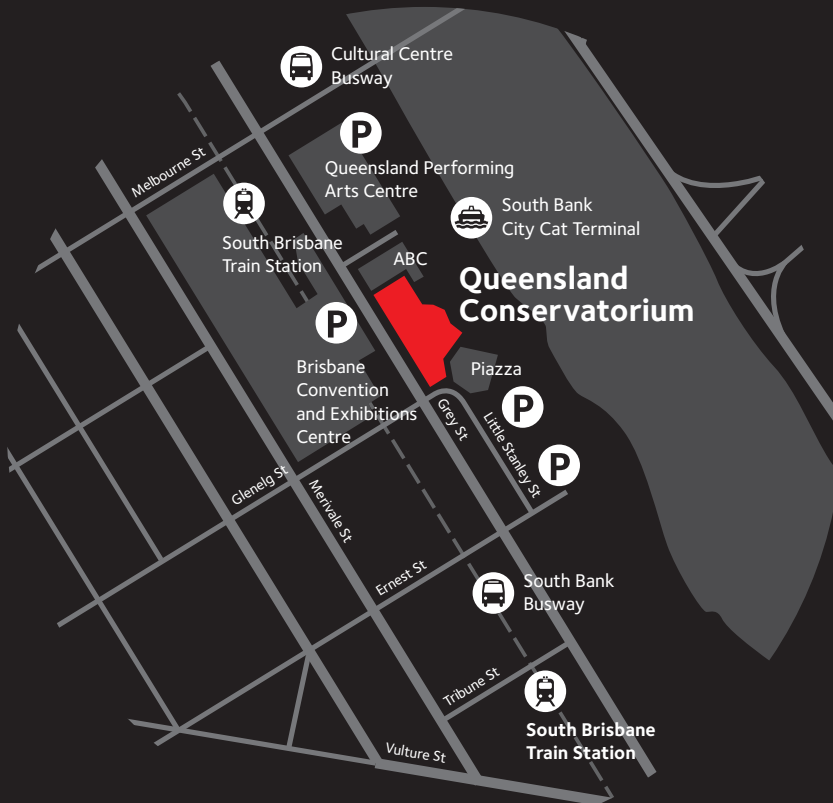 Cultural Centre
Busway
P
Melbourne St
Queensland Performing
Arts Centre
South Bank
City Cat Terminal
South Brisbane
Train Station
ABC
Queensland
Conservatorium
P
Brisbane
Convention
and Exhibitions
Centre
Piazza
P
Grey St
Little Stanley St
P
Glenelg St
Merivale St
Ernest St
South Bank
Busway
Tribune St
South Brisbane
Train Station
Vulture St